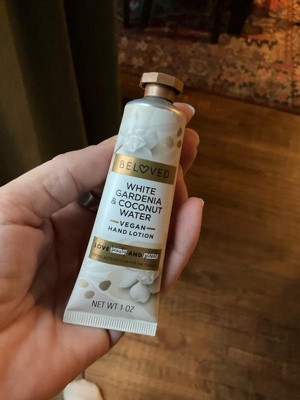 BELOVED
WHITE
GARDENIA
& COCONUT
WATER
VEGAN
HAND LOTION
LOVE AND
NET WT 1 OZ